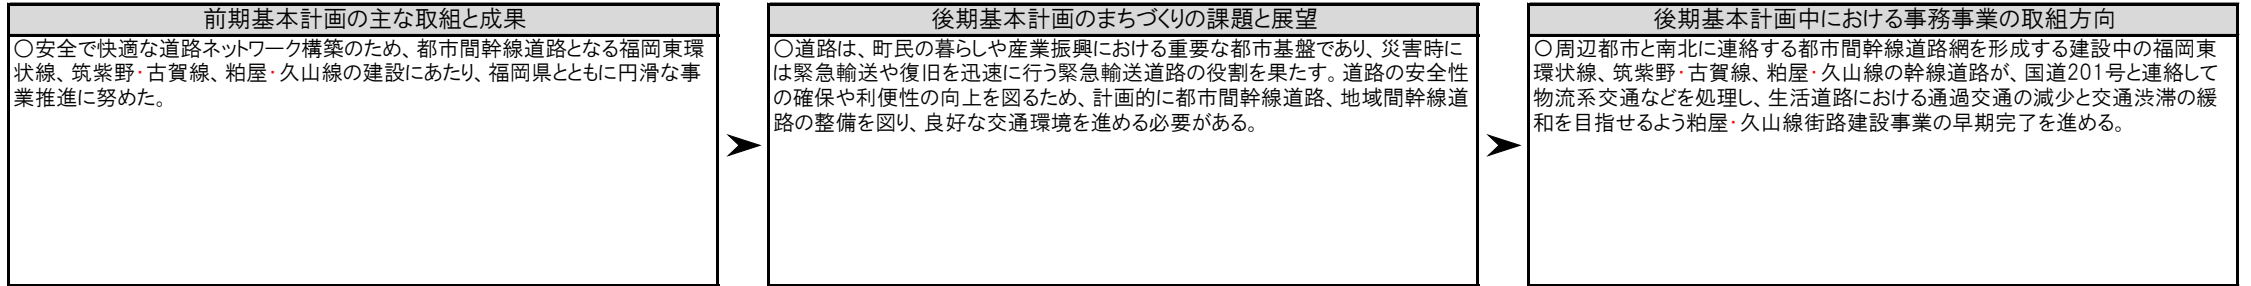 前期基本計画の主な取組と成果
〇安全で快適な道路ネットワーク構築のため、都市間幹線道路となる福岡東環
状線、筑紫野・古賀線、粕屋・久山線の建設にあたり、福岡県とともに円滑な事
業推進に努めた。
後期基本計画のまちづくりの課題と展望
〇道路は、町民の暮らしや産業振興における重要な都市基盤であり、災害時に
は緊急輸送や復旧を迅速に行う緊急輸送道路の役割を果たす。道路の安全性
の確保や利便性の向上を図るため、計画的に都市間幹線道路、地域間幹線道
路の整備を図り、良好な交通環境を進める必要がある。
後期基本計画中における事務事業の取組方向
〇周辺都市と南北に連絡する都市間幹線道路網を形成する建設中の福岡東
環状線、筑紫野・古賀線、粕屋・久山線の幹線道路が、国道201号と連絡して
物流系交通などを処理し、生活道路における通過交通の減少と交通渋滞の緩
和を目指せるよう粕屋・久山線街路建設事業の早期完了を進める。